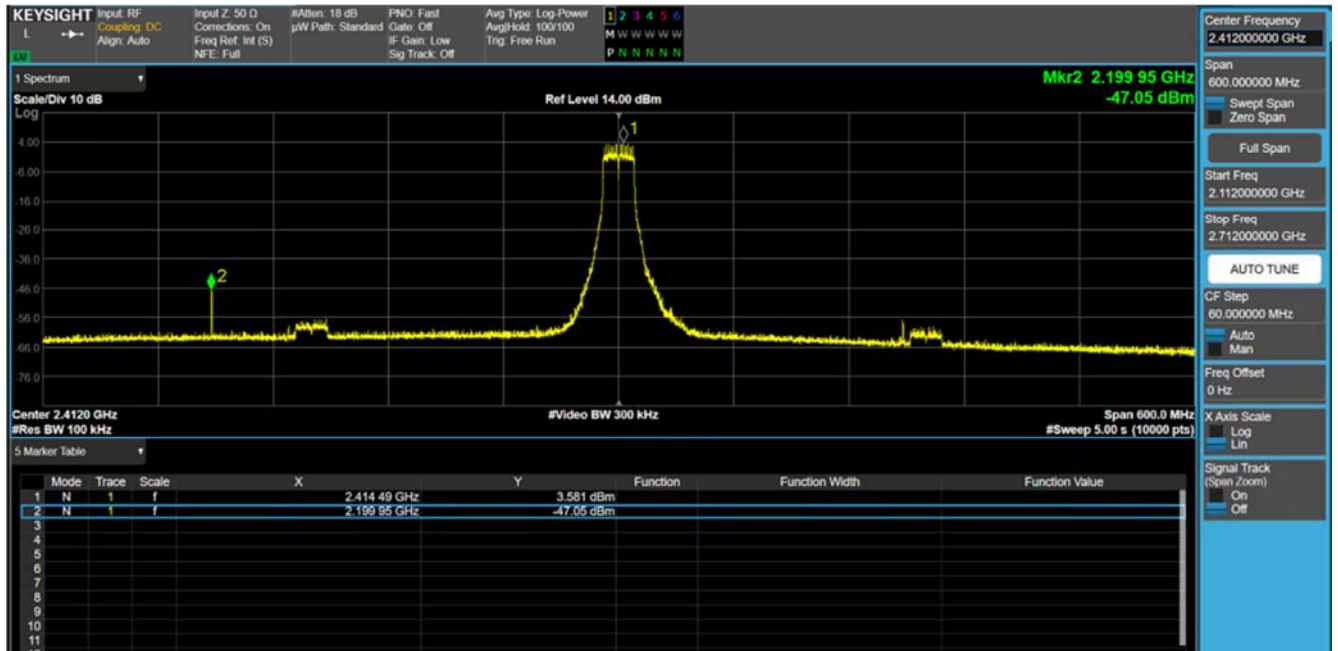 KEYSIGHT
L
LXI
Input: RF
Coupling: DC
Align: Auto
Input Z: 50 Ω
Corrections: On
Freq Ref: Int (S)
NFE: Full
#Atten: 18 dB
µW Path: Standard
PNO: Fast
Gate: Off
IF Gain: Low
Sig Track: Off
Avg Type: Log-Power
Avg|Hold: 100/100
Trig: Free Run
1 2 3 4 5 6
M W W W W W
P N N N N N
1 Spectrum
Scale/Div 10 dB
Ref Level 14.00 dBm
Mkr2 2.199 95 GHz
-47.05 dBm
Log
4.00
-6.00
-16.0
-26.0
-36.0
-46.0
-56.0
-66.0
-76.0
1
2
Center 2.4120 GHz
#Video BW 300 kHz
Span 600.0 MHz
#Res BW 100 kHz
#Sweep 5.00 s (10000 pts)
5 Marker Table
Mode Trace Scale X Y Function Function Width Function Value
1 N 1 f 2.414 49 GHz 3.581 dBm
2 N 1 f 2.199 95 GHz -47.05 dBm
3
4
5
6
7
8
9
10
11
Center Frequency
2.412000000 GHz
Span
600.000000 MHz
Swept Span
Zero Span
Full Span
Start Freq
2.112000000 GHz
Stop Freq
2.712000000 GHz
AUTO TUNE
CF Step
60.000000 MHz
Auto
Man
Freq Offset
0 Hz
X Axis Scale
Log
Lin
Signal Track
(Span Zoom)
On
Off